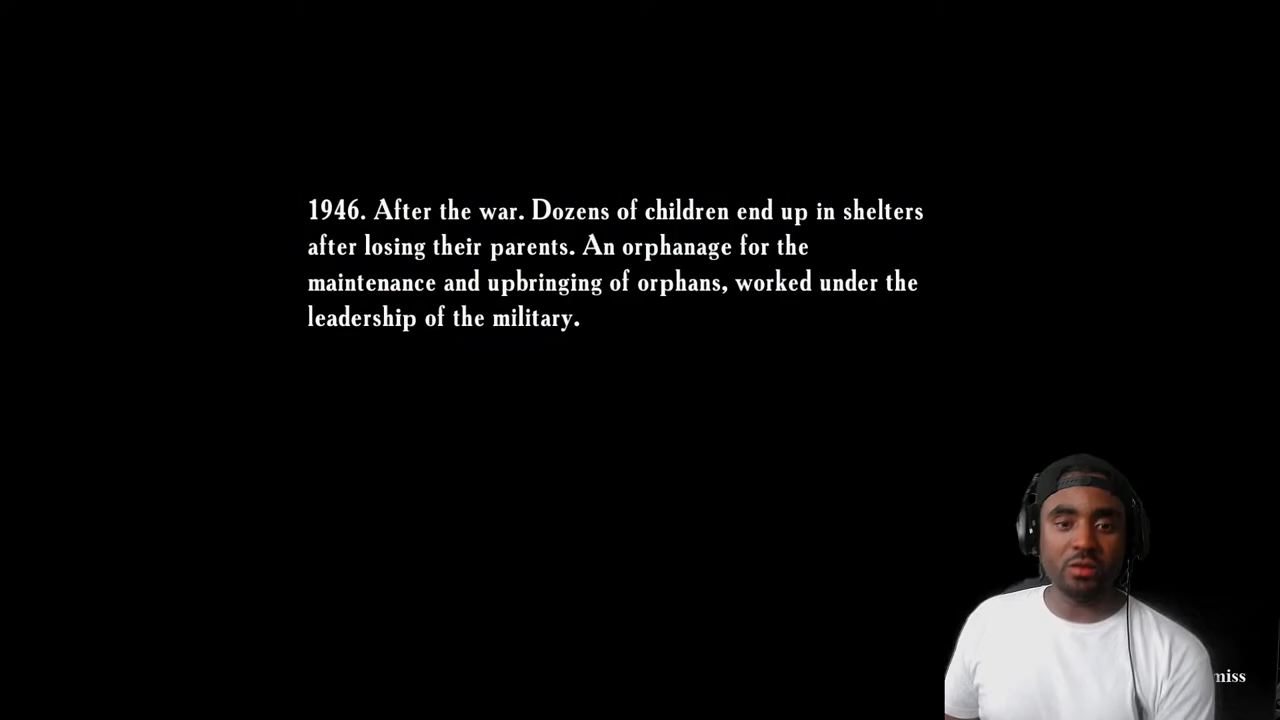 1946. After the war. Dozens of children end up in shelters
after losing their parents. An orphanage for the
maintenance and upbringing of orphans, worked under the
leadership of the military.